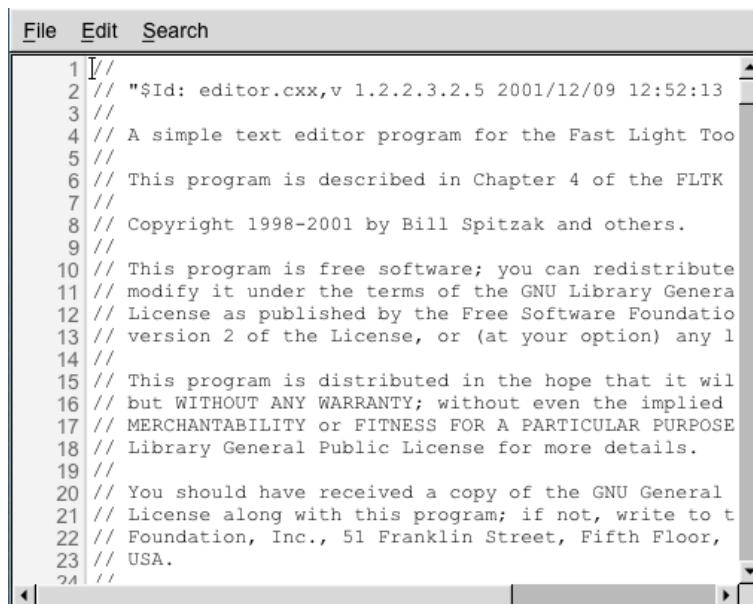 File Edit Search
1 //
2 // "$Id: editor.cxx,v 1.2.2.3.2.5 2001/12/09 12:52:13
3 //
4 // A simple text editor program for the Fast Light Too
5 //
6 // This program is described in Chapter 4 of the FLTK
7 //
8 // Copyright 1998-2001 by Bill Spitzak and others.
9 //
10 // This program is free software; you can redistribute
11 // modify it under the terms of the GNU Library Genera
12 // License as published by the Free Software Foundatio
13 // version 2 of the License, or (at your option) any l
14 //
15 // This program is distributed in the hope that it wil
16 // but WITHOUT ANY WARRANTY; without even the implied
17 // MERCHANTABILITY or FITNESS FOR A PARTICULAR PURPOSE
18 // Library General Public License for more details.
19 //
20 // You should have received a copy of the GNU General
21 // License along with this program; if not, write to t
22 // Foundation, Inc., 51 Franklin Street, Fifth Floor,
23 // USA.
24 //